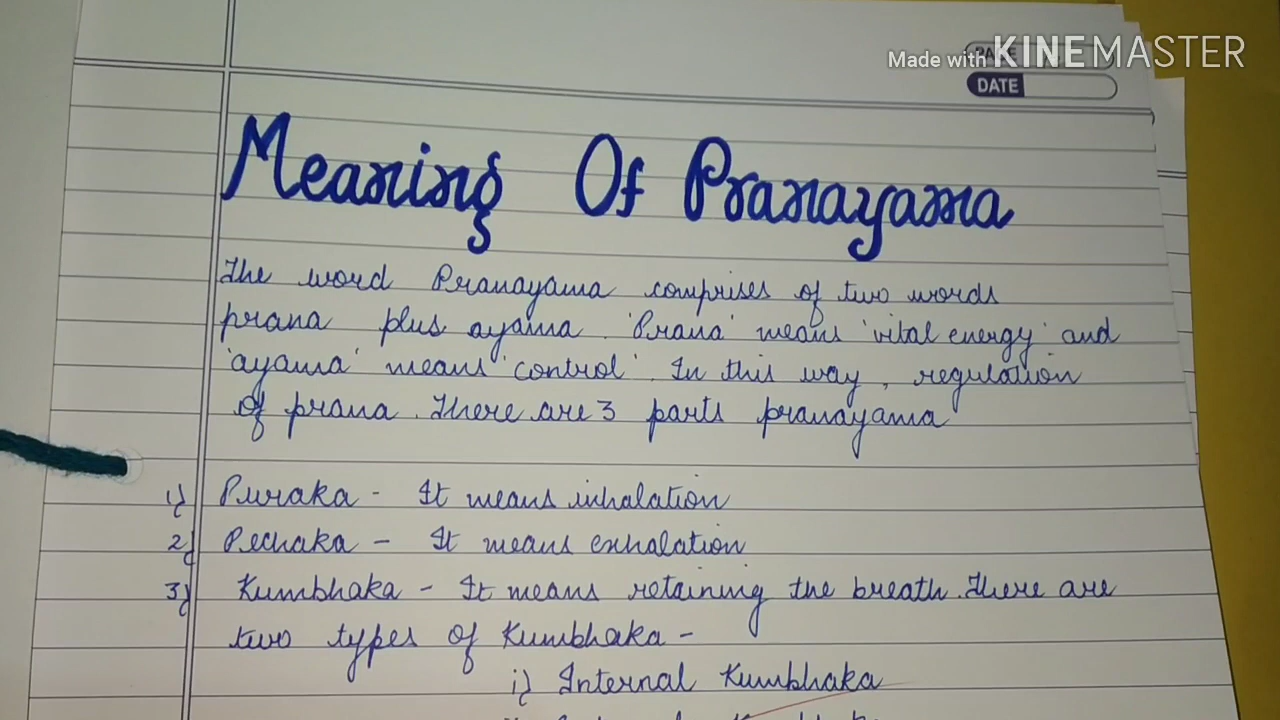 Made with KINEMASTER
PAGE
DATE
Meaning Of Pranayama
The word Pranayama comprises of two words
prana plus ayama. 'Prana' means 'vital energy' and
'ayama' means 'control'. In this way, regulation
of prana. There are 3 parts pranayama
1) Puraka - It means inhalation
2) Rechaka - It means exhalation
3) Kumbhaka - It means retaining the breath. There are
two types of Kumbhaka -
i) Internal Kumbhaka